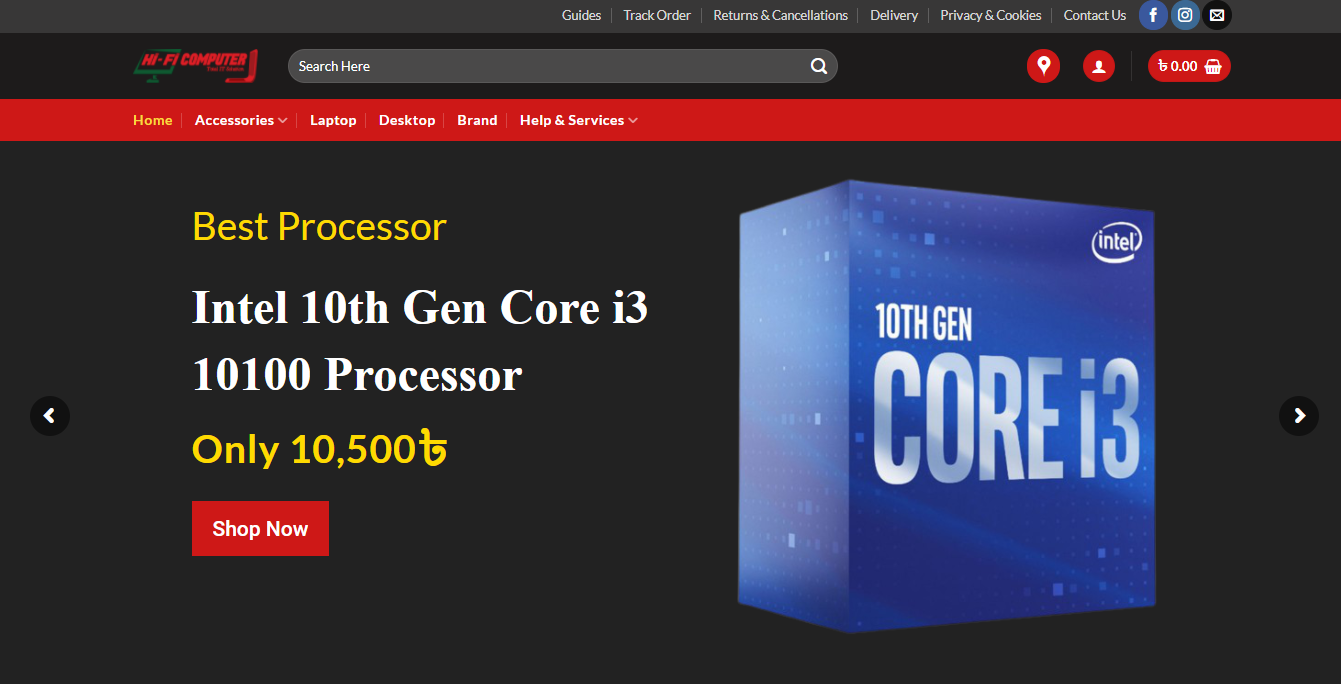 Guides
Track Order
Returns & Cancellations
Delivery
Privacy & Cookies
Contact Us
HI-FI COMPUTER
Search Here
৳ 0.00
Home
Accessories
Laptop
Desktop
Brand
Help & Services
Best Processor
Intel 10th Gen Core i3
10100 Processor
Only 10,500৳
Shop Now
intel
10TH GEN
CORE i3